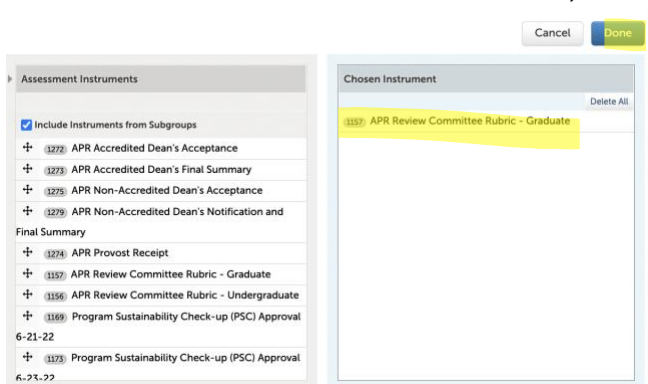 Cancel
Done
Assessment Instruments
Chosen Instrument
Delete All
Include Instruments from Subgroups
1157 APR Review Committee Rubric - Graduate
1272 APR Accredited Dean's Acceptance
1273 APR Accredited Dean's Final Summary
1275 APR Non-Accredited Dean's Acceptance
1279 APR Non-Accredited Dean's Notification and
Final Summary
1274 APR Provost Receipt
1157 APR Review Committee Rubric - Graduate
1156 APR Review Committee Rubric - Undergraduate
1169 Program Sustainability Check-up (PSC) Approval
6-21-22
1173 Program Sustainability Check-up (PSC) Approval
6-23-22